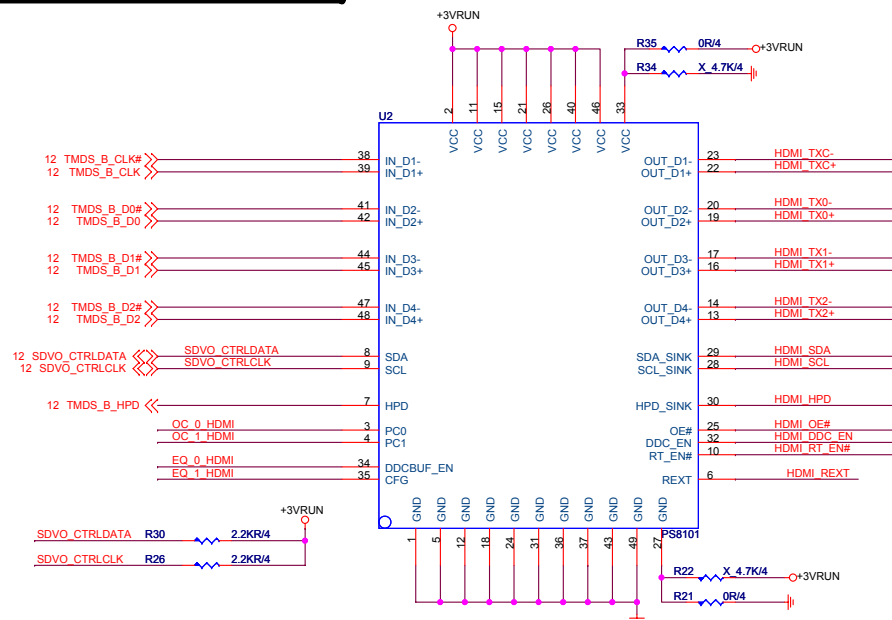 +3VRUN
R35 0R/4 +3VRUN
R34 X_4.7K/4
U2
2 11 15 21 26 40 46 33
VCC VCC VCC VCC VCC VCC VCC VCC
12 TMDS_B_CLK# 38 IN_D1- OUT_D1- 23 HDMI_TXC-
12 TMDS_B_CLK 39 IN_D1+ OUT_D1+ 22 HDMI_TXC+
12 TMDS_B_D0# 41 IN_D2- OUT_D2- 20 HDMI_TX0-
12 TMDS_B_D0 42 IN_D2+ OUT_D2+ 19 HDMI_TX0+
12 TMDS_B_D1# 44 IN_D3- OUT_D3- 17 HDMI_TX1-
12 TMDS_B_D1 45 IN_D3+ OUT_D3+ 16 HDMI_TX1+
12 TMDS_B_D2# 47 IN_D4- OUT_D4- 14 HDMI_TX2-
12 TMDS_B_D2 48 IN_D4+ OUT_D4+ 13 HDMI_TX2+
12 SDVO_CTRLDATA SDVO_CTRLDATA 8 SDA SDA_SINK 29 HDMI_SDA
12 SDVO_CTRLCLK SDVO_CTRLCLK 9 SCL SCL_SINK 28 HDMI_SCL
12 TMDS_B_HPD 7 HPD HPD_SINK 30 HDMI_HPD
OC_0_HDMI 3 PC0 OE# 25 HDMI_OE#
OC_1_HDMI 4 PC1 DDC_EN 32 HDMI_DDC_EN
RT_EN# 10 HDMI_RT_EN#
EQ_0_HDMI 34 DDCBUF_EN
EQ_1_HDMI 35 CFG REXT 6 HDMI_REXT
GND GND GND GND GND GND GND GND GND GND GND
1 5 12 18 24 31 36 37 43 49 27
PS8101
+3VRUN
SDVO_CTRLDATA R30 2.2KR/4
SDVO_CTRLCLK R26 2.2KR/4
R22 X_4.7K/4 +3VRUN
R21 0R/4